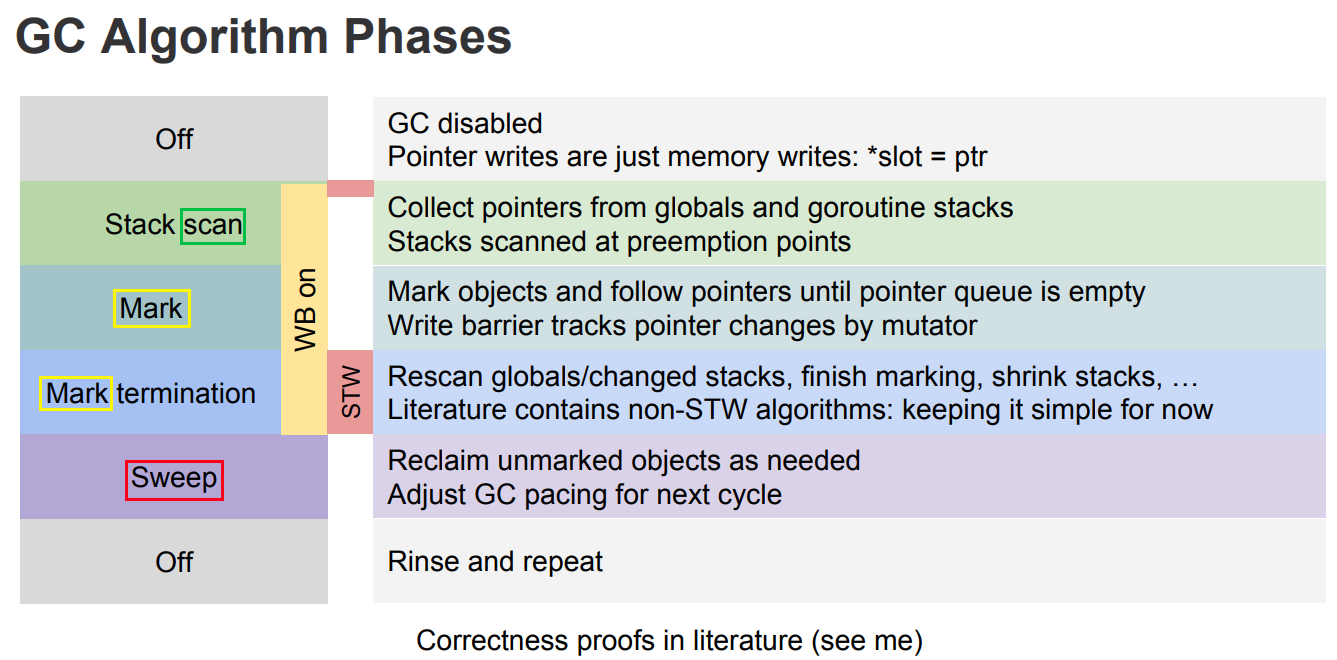 GC Algorithm Phases
Off
GC disabled
Pointer writes are just memory writes: *slot = ptr
Stack scan
Collect pointers from globals and goroutine stacks
Stacks scanned at preemption points
WB on
Mark
Mark objects and follow pointers until pointer queue is empty
Write barrier tracks pointer changes by mutator
Mark termination
STW
Rescan globals/changed stacks, finish marking, shrink stacks, …
Literature contains non-STW algorithms: keeping it simple for now
Sweep
Reclaim unmarked objects as needed
Adjust GC pacing for next cycle
Off
Rinse and repeat
Correctness proofs in literature (see me)